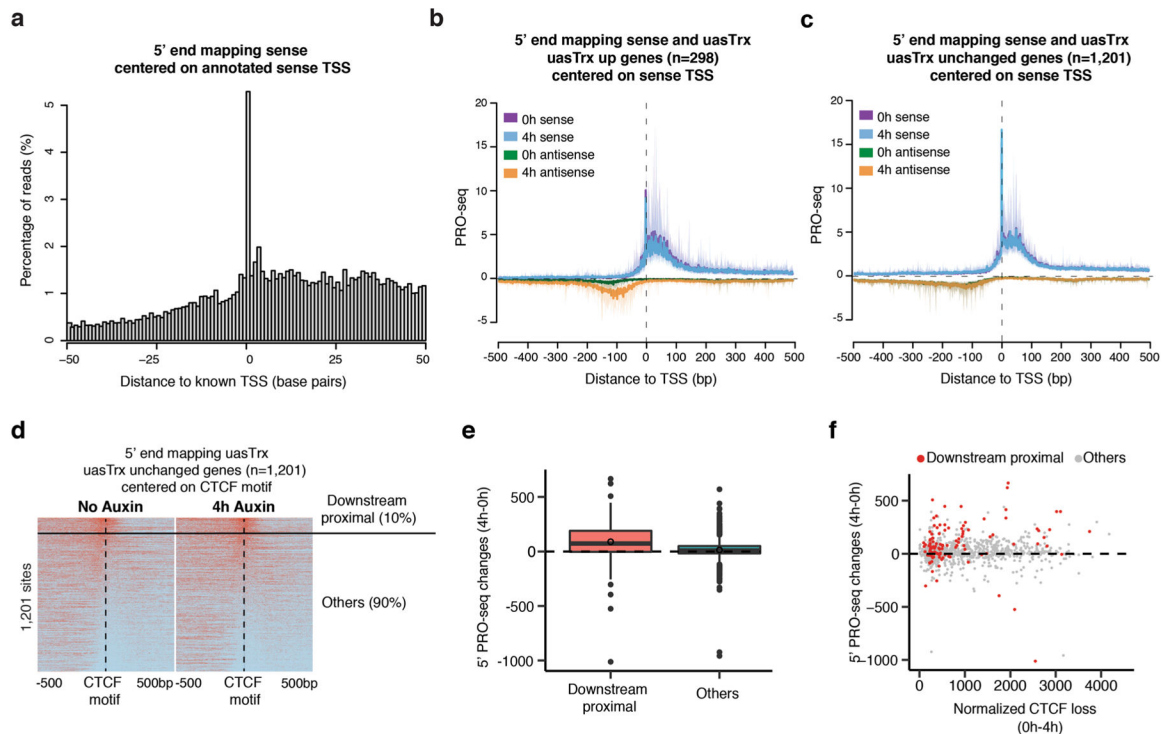 a
5' end mapping sense
centered on annotated sense TSS
Percentage of reads (%)
5
4
3
2
1
0
−50
−25
0
25
50
Distance to known TSS (base pairs)
b
5' end mapping sense and uasTrx
uasTrx up genes (n=298)
centered on sense TSS
PRO-seq
20
15
10
5
0
-5
0h sense
4h sense
0h antisense
4h antisense
-500 -400 -300 -200 -100 0 100 200 300 400 500
Distance to TSS (bp)
c
5' end mapping sense and uasTrx
uasTrx unchanged genes (n=1,201)
centered on sense TSS
PRO-seq
20
15
10
5
0
-5
0h sense
4h sense
0h antisense
4h antisense
-500 -400 -300 -200 -100 0 100 200 300 400 500
Distance to TSS (bp)
d
5' end mapping uasTrx
uasTrx unchanged genes (n=1,201)
centered on CTCF motif
No Auxin 4h Auxin
Downstream
proximal (10%)
Others (90%)
1,201 sites
-500 CTCF 500bp -500 CTCF 500bp
motif motif
e
5' PRO-seq changes (4h-0h)
500
0
-500
-1000
Downstream
proximal
Others
f
Downstream proximal Others
5' PRO-seq changes (4h-0h)
500
0
−500
−1000
0 1000 2000 3000 4000
Normalized CTCF loss
(0h-4h)